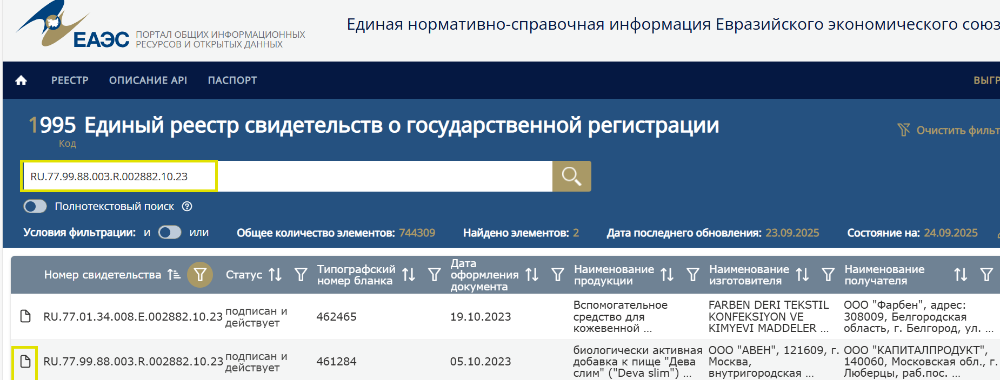 ЕАЭС
ПОРТАЛ ОБЩИХ ИНФОРМАЦИОННЫХ
РЕСУРСОВ И ОТКРЫТЫХ ДАННЫХ
Единая нормативно-справочная информация Евразийского экономического союз
РЕЕСТР ОПИСАНИЕ API ПАСПОРТ ВЫГР
1995 Единый реестр свидетельств о государственной регистрации
Код
Очистить фильт
RU.77.99.88.003.R.002882.10.23
Полнотекстовый поиск ?
Условия фильтрации: и или Общее количество элементов: 744309 Найдено элементов: 2 Дата последнего обновления: 23.09.2025 Состояние на: 24.09.2025
Номер свидетельства
Статус
Типографский
номер бланка
Дата
оформления
документа
Наименование
продукции
Наименование
изготовителя
Наименование
получателя
RU.77.01.34.008.E.002882.10.23
подписан и
действует
462465
19.10.2023
Вспомогательное
средство для
кожевенной ...
FARBEN DERI TEKSTIL
KONFEKSIYON VE
KIMYEVI MADDELER ...
ООО "Фарбен", адрес:
308009, Белгородская
область, г. Белгород, ул. ...
RU.77.99.88.003.R.002882.10.23
подписан и
действует
461284
05.10.2023
биологически активная
добавка к пище "Дева
слим" ("Deva slim") ...
ООО "АВЕН", 121609, г.
Москва,
внутригородская ...
ООО "КАПИТАЛПРОДУКТ",
140060, Московская обл., г.
Люберцы, раб.пос. ...